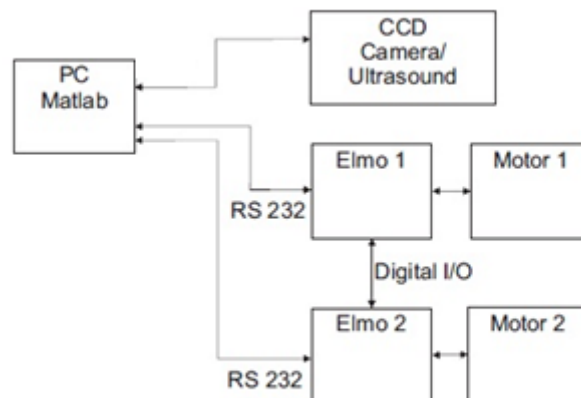 CCD
Camera/
Ultrasound
PC
Matlab
Elmo 1
Motor 1
RS 232
Digital I/O
Elmo 2
Motor 2
RS 232